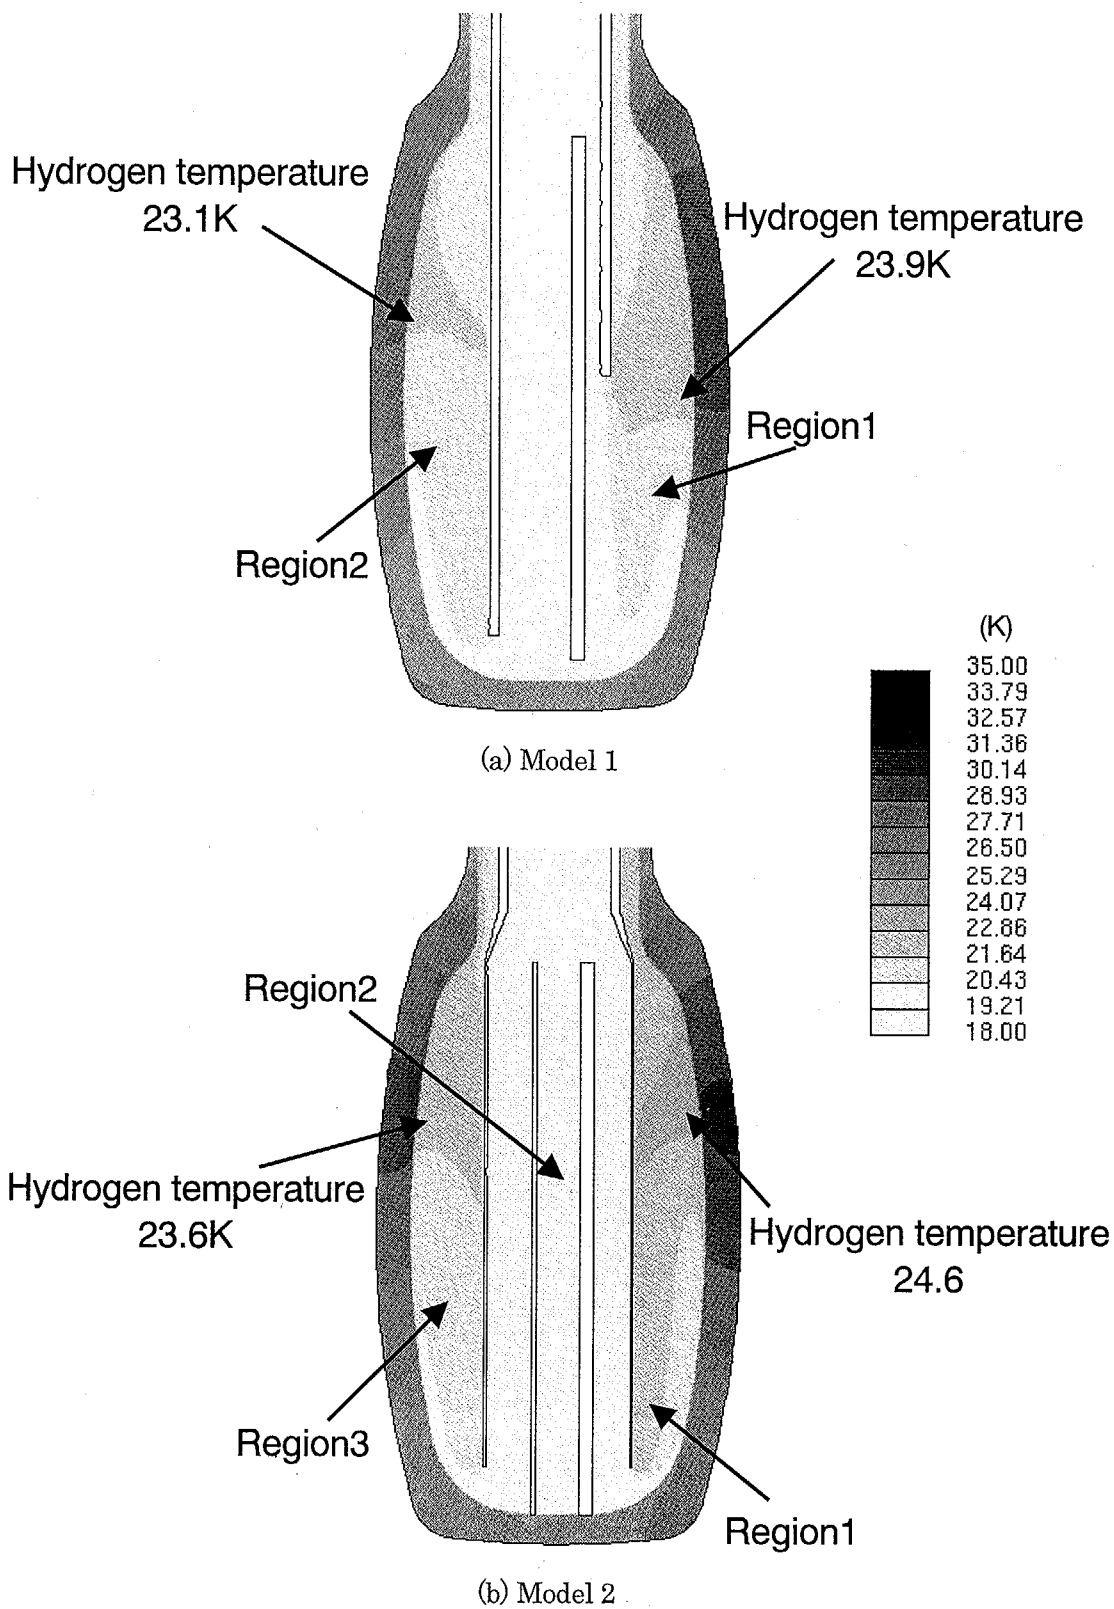 Hydrogen temperature
23.1K
Hydrogen temperature
23.9K
Region1
Region2
(a) Model 1
(K)
35.00
33.79
32.57
31.36
30.14
28.93
27.71
26.50
25.29
24.07
22.86
21.64
20.43
19.21
18.00
Region2
Hydrogen temperature
23.6K
Hydrogen temperature
24.6
Region3
Region1
(b) Model 2